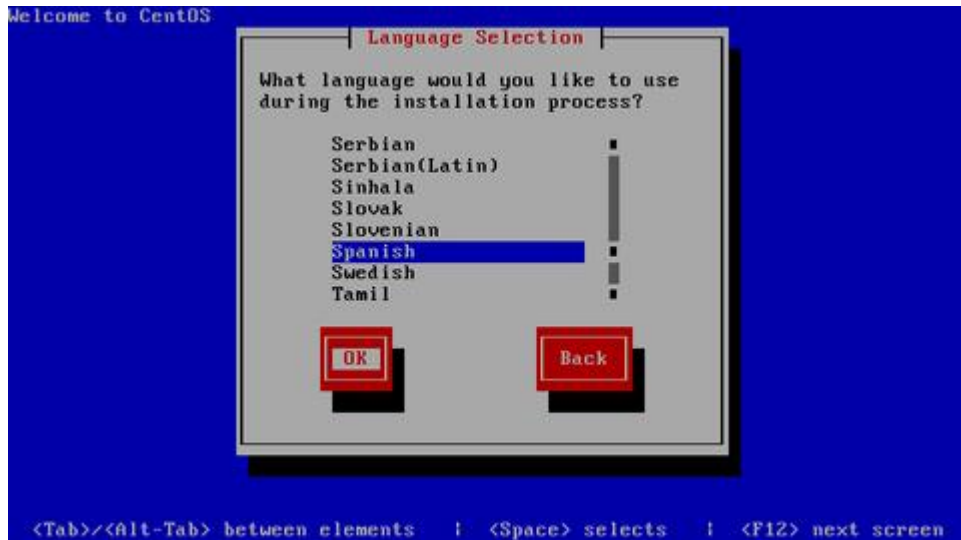 Welcome to CentOS
Language Selection
What language would you like to use
during the installation process?
Serbian
Serbian(Latin)
Sinhala
Slovak
Slovenian
Spanish
Swedish
Tamil
OK Back
<Tab>/<Alt-Tab> between elements | <Space> selects | <F12> next screen